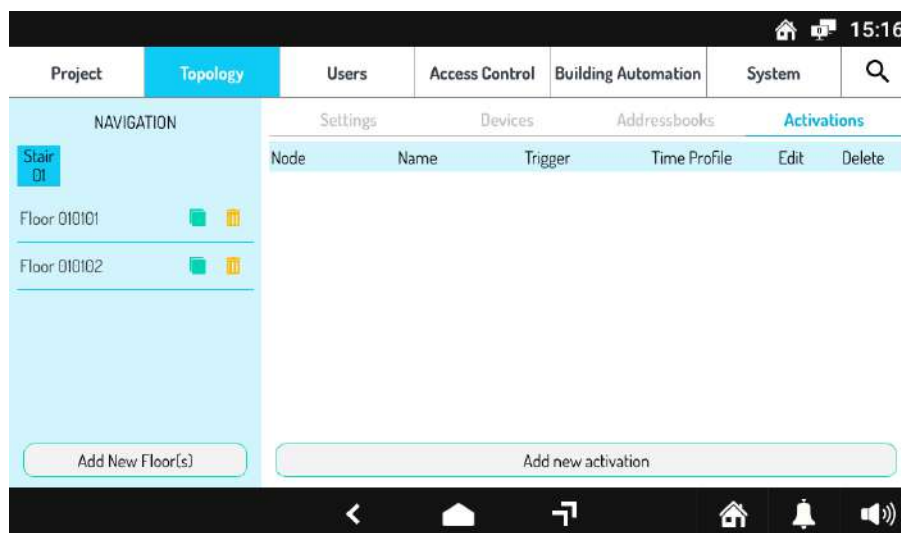 15:16
Project Topology Users Access Control Building Automation System
NAVIGATION Settings Devices Addressbooks Activations
Stair
01
Node Name Trigger Time Profile Edit Delete
Floor 010101
Floor 010102
Add New Floor(s) Add new activation